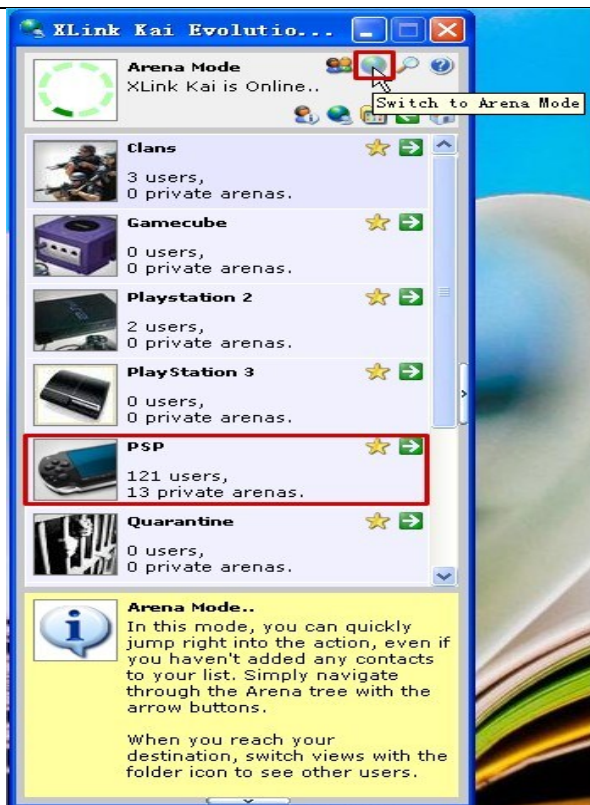 XLink Kai Evolutio...
Arena Mode
XLink Kai is Online..
Switch to Arena Mode
Clans
3 users,
0 private arenas.
Gamecube
0 users,
0 private arenas.
Playstation 2
2 users,
0 private arenas.
PlayStation 3
0 users,
0 private arenas.
PSP
121 users,
13 private arenas.
Quarantine
0 users,
0 private arenas.
Arena Mode..
In this mode, you can quickly
jump right into the action, even if
you haven't added any contacts
to your list. Simply navigate
through the Arena tree with the
arrow buttons.
When you reach your
destination, switch views with the
folder icon to see other users.